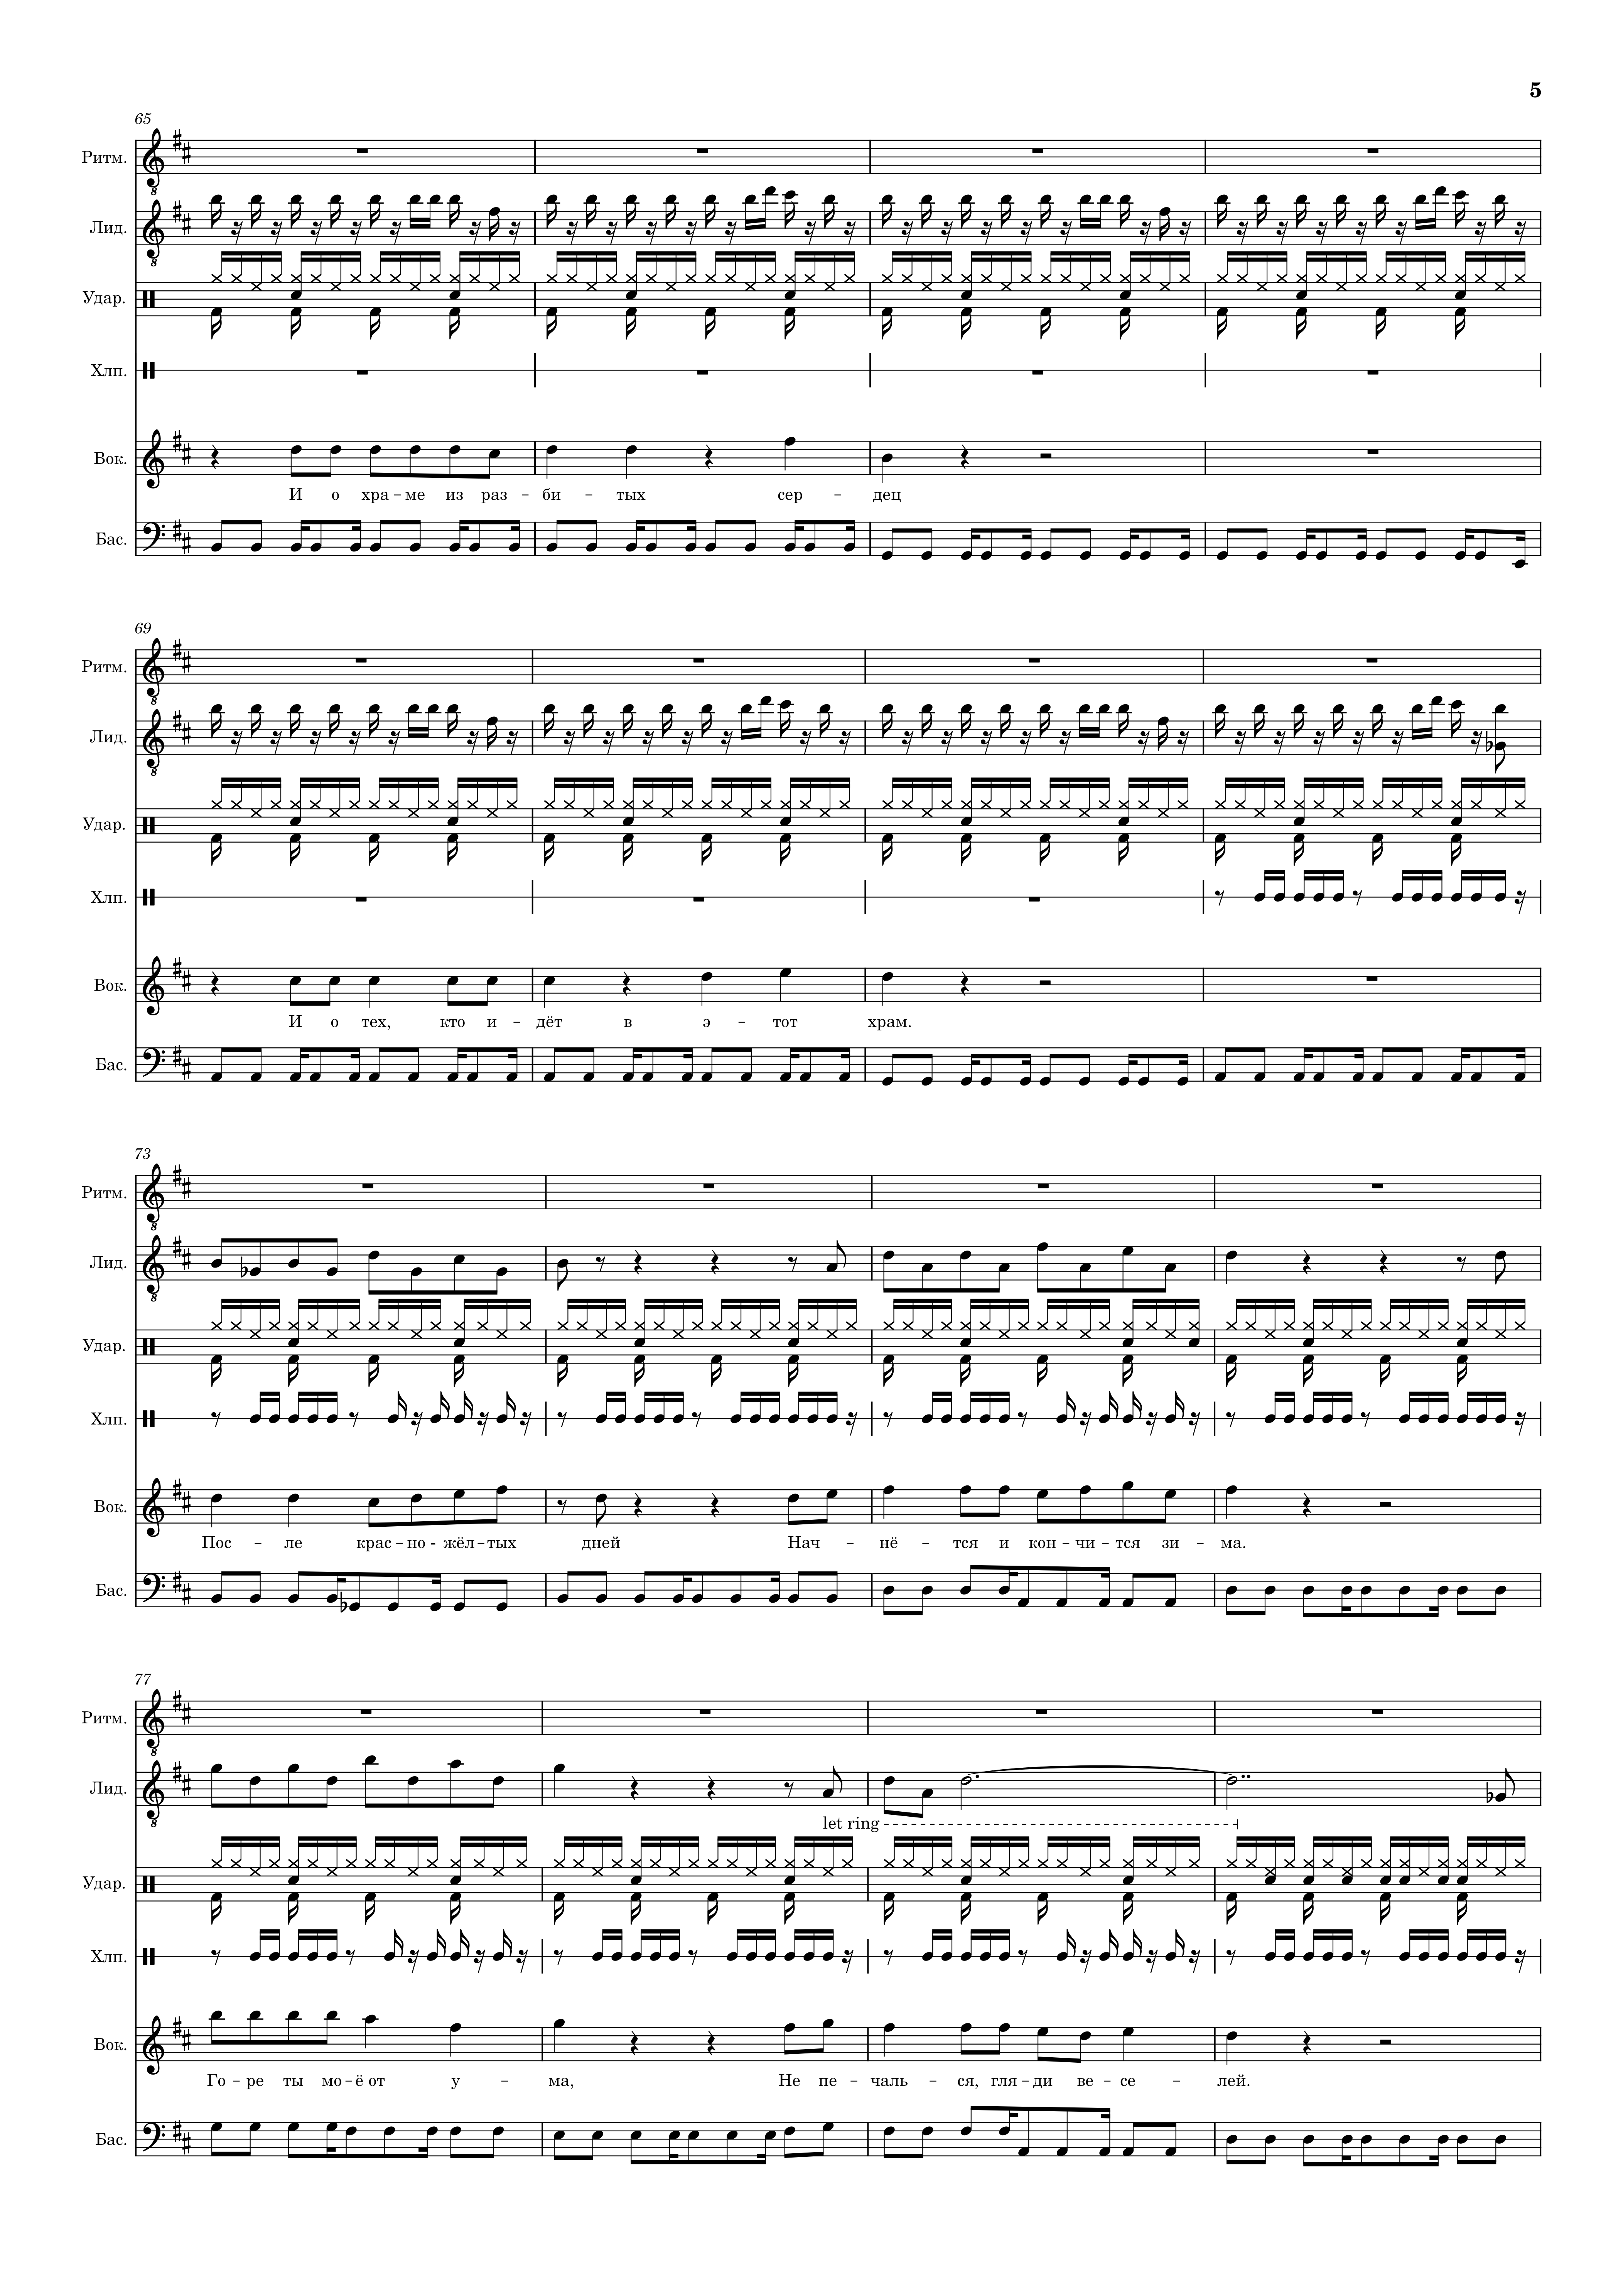 5
65
Ритм.
Лид.
Удар.
Хлп.
Вок.
И о хра – ме из раз – би – тых сер – дец
Бас.
69
Ритм.
Лид.
Удар.
Хлп.
Вок.
И о тех, кто и – дёт в э – тот храм.
Бас.
73
Ритм.
Лид.
Удар.
Хлп.
Вок.
Пос – ле крас – но - жёл – тых дней Нач – нё – тся и кон – чи – тся зи – ма.
Бас.
77
Ритм.
Лид.
let ring
Удар.
Хлп.
Вок.
Го – ре ты мо – ё от у – ма, Не пе – чаль – ся, гля – ди ве – се – лей.
Бас.